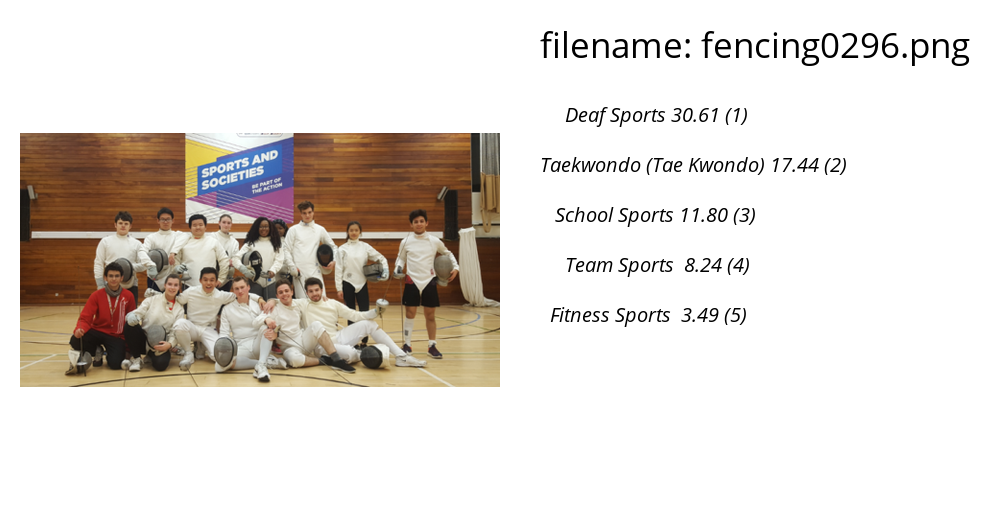 filename: fencing0296.png
Deaf Sports 30.61 (1)
Taekwondo (Tae Kwondo) 17.44 (2)
School Sports 11.80 (3)
Team Sports 8.24 (4)
Fitness Sports 3.49 (5)
SPORTS AND
SOCIETIES
BE PART OF
THE ACTION